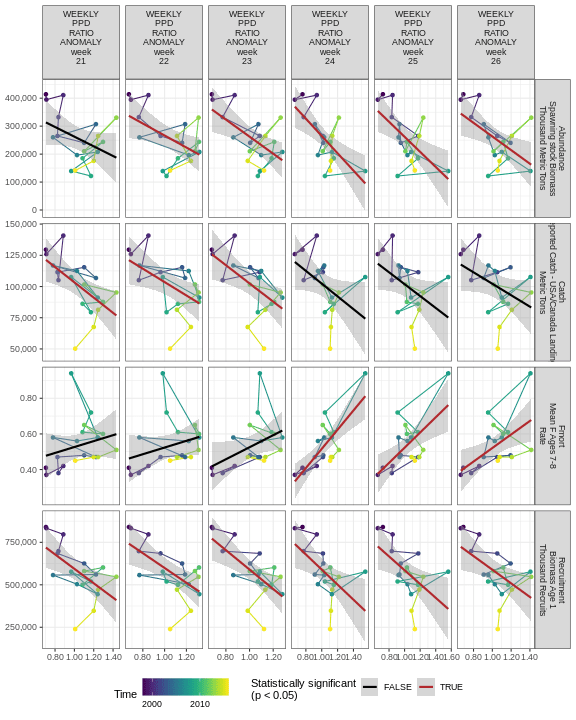 WEEKLY PPD RATIO ANOMALY week 21
WEEKLY PPD RATIO ANOMALY week 22
WEEKLY PPD RATIO ANOMALY week 23
WEEKLY PPD RATIO ANOMALY week 24
WEEKLY PPD RATIO ANOMALY week 25
WEEKLY PPD RATIO ANOMALY week 26
400,000
300,000
200,000
100,000
0
Abundance
Spawning stock Biomass
Thousand Metric Tons
150,000
125,000
100,000
75,000
50,000
Catch
ported Catch - USA/Canada Landin
Metric Tons
0.80
0.60
0.40
Fmort
Mean F Ages 7-8
Rate
750,000
500,000
250,000
Recruitment
Biomass Age 1
Thousand Recruits
0.80 1.00 1.20 1.40
0.80 1.00 1.20
0.80 1.00 1.20
0.80 1.00 1.20 1.40
0.80 1.00 1.20 1.40 1.60
0.80 1.00 1.20 1.40
Time
2000 2010
Statistically significant
(p < 0.05)
FALSE
TRUE